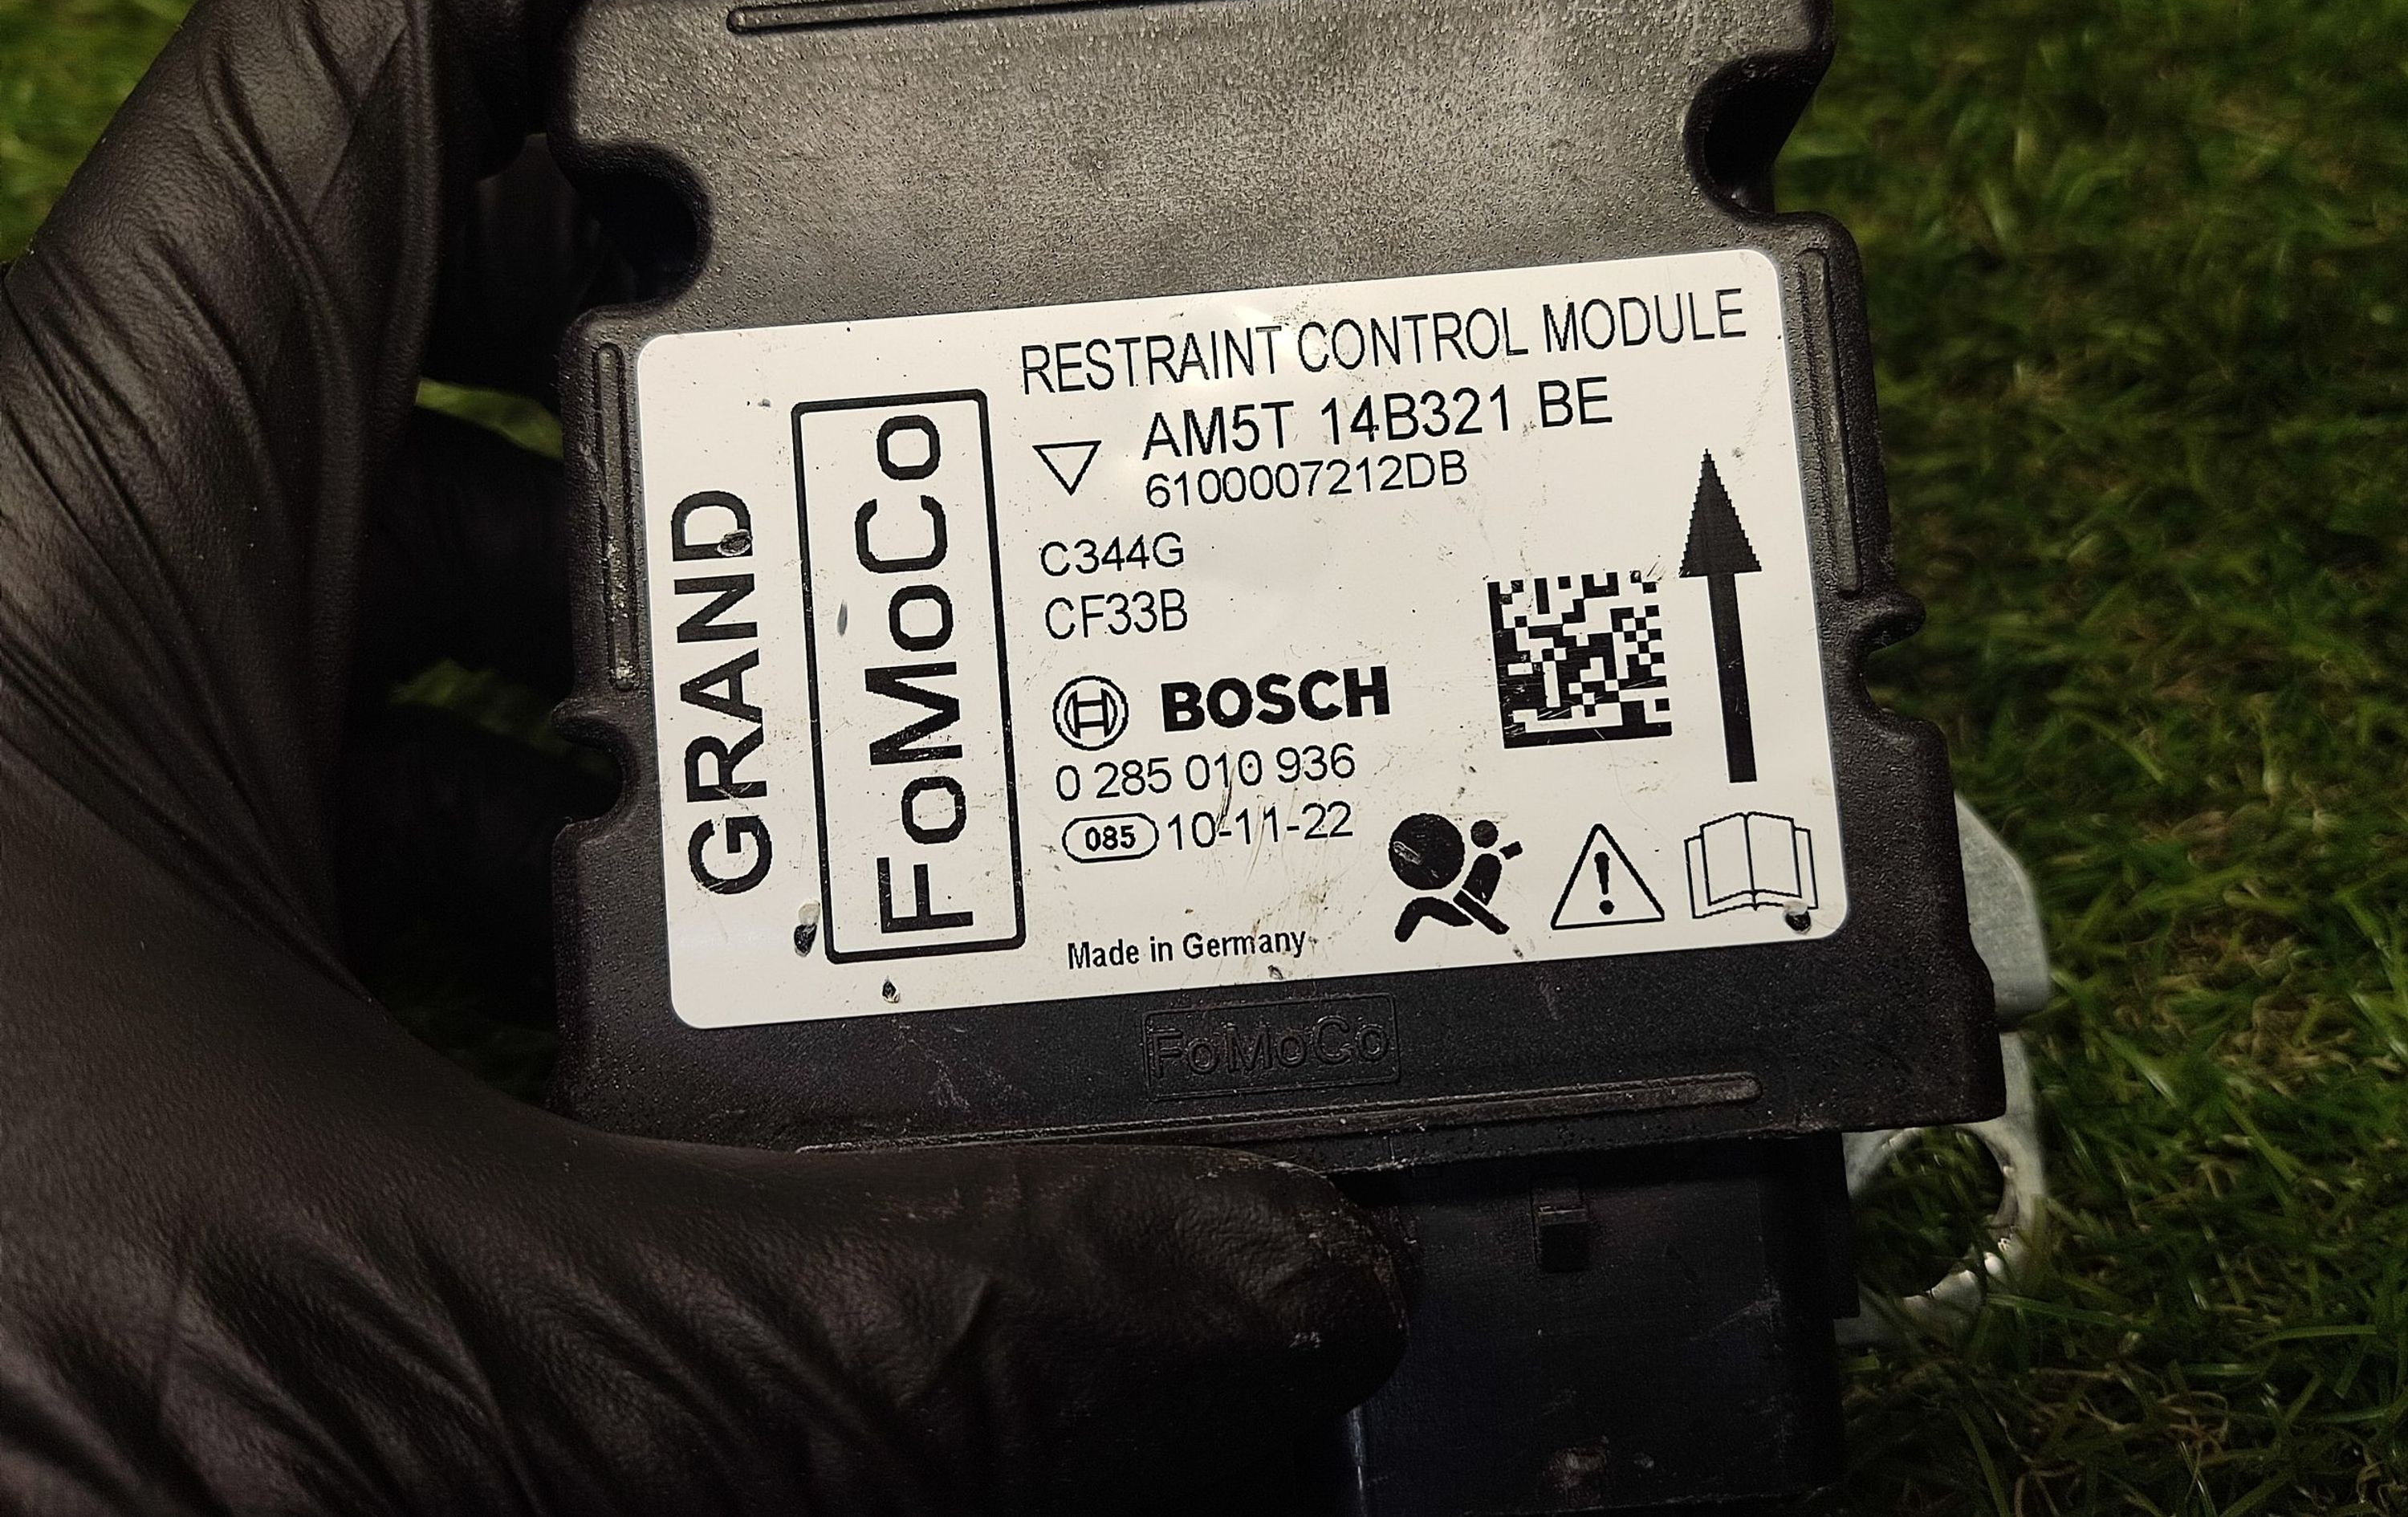 RESTRAINT CONTROL MODULE
AM5T 14B321 BE
6100007212DB
C344G
CF33B
BOSCH
0 285 010 936
085 10-11-22
Made in Germany
GRAND
FoMoCo
FoMoCo